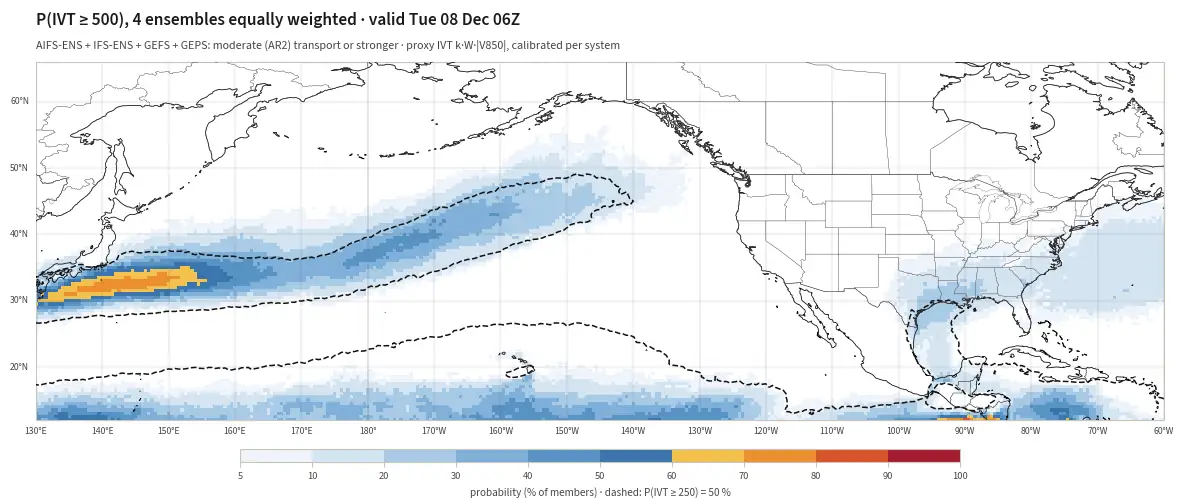 P(IVT ≥ 500), 4 ensembles equally weighted · valid Tue 08 Dec 06Z
AIFS-ENS + IFS-ENS + GEFS + GEPS: moderate (AR2) transport or stronger · proxy IVT k·W·|V850|, calibrated per system
60°N
50°N
40°N
30°N
20°N
130°E 140°E 150°E 160°E 170°E 180° 170°W 160°W 150°W 140°W 130°W 120°W 110°W 100°W 90°W 80°W 70°W 60°W
5 10 20 30 40 50 60 70 80 90 100
probability (% of members) · dashed: P(IVT ≥ 250) = 50 %